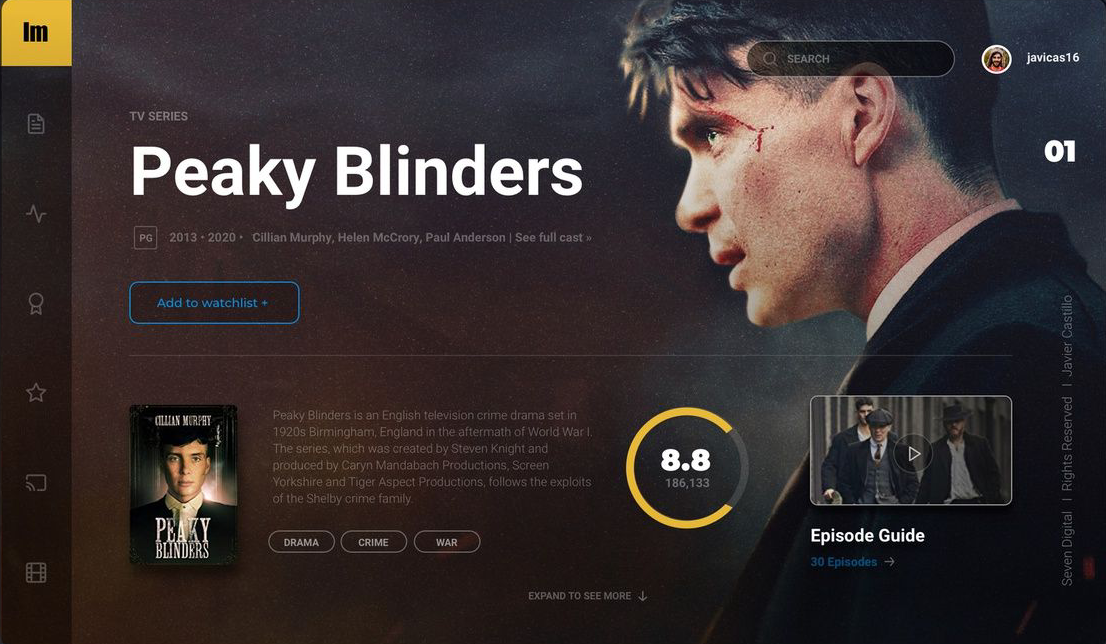 Im
SEARCH
javicas16
TV SERIES
01
Peaky Blinders
PG 2013 • 2020 • Cillian Murphy, Helen McCrory, Paul Anderson | See full cast »
Add to watchlist +
CILLIAN MURPHY
PEAKY
BLINDERS
Peaky Blinders is an English television crime drama set in
1920s Birmingham, England in the aftermath of World War I.
The series, which was created by Steven Knight and
produced by Caryn Mandabach Productions, Screen
Yorkshire and Tiger Aspect Productions, follows the exploits
of the Shelby crime family.
DRAMA CRIME WAR
8.8
186,133
Episode Guide
30 Episodes →
EXPAND TO SEE MORE ↓
Seven Digital | Rights Reserved | Javier Castillo